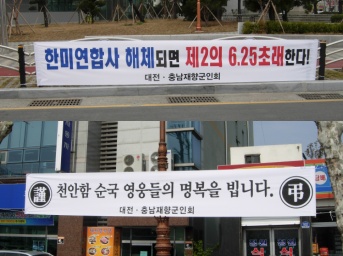 한미연합사 해체되면 제2의 6.25초래한다!
대전·충남재향군인회
謹 천안함 순국 영웅들의 명복을 빕니다. 弔
대전·충남재향군인회